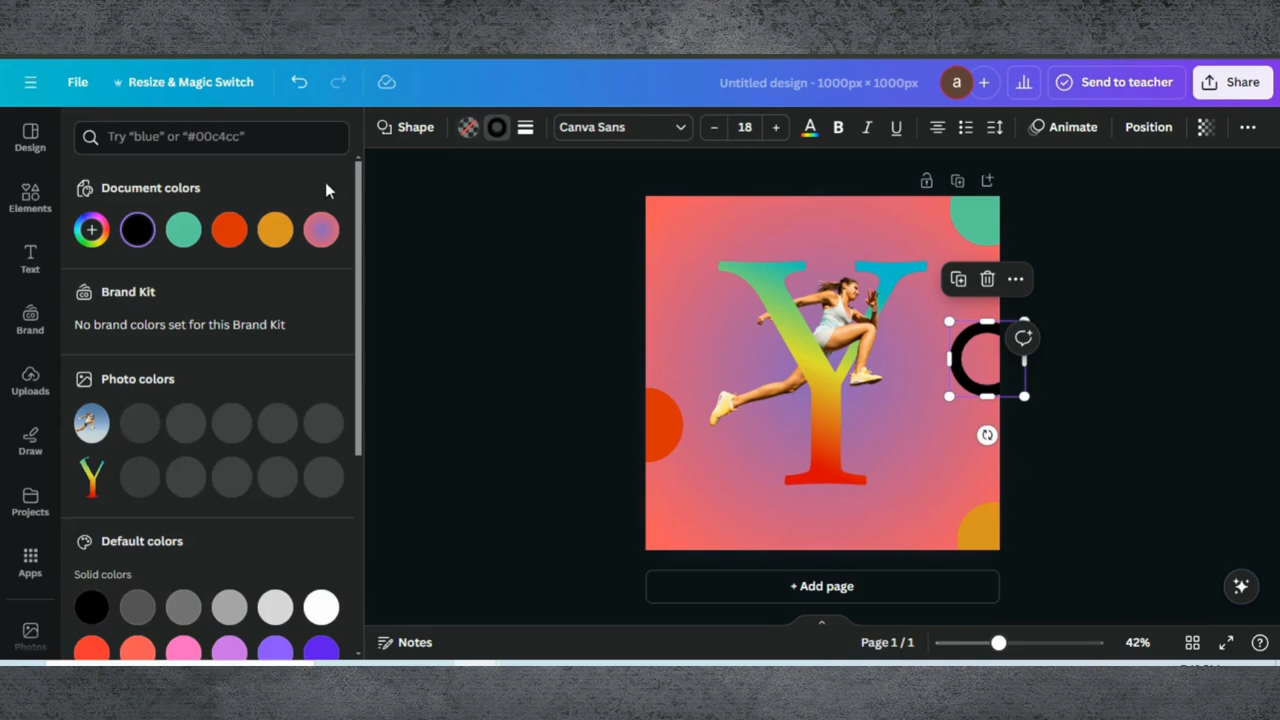 File
Resize & Magic Switch
Untitled design - 1000px × 1000px
a
Send to teacher
Share
Design
Elements
Text
Brand
Uploads
Draw
Projects
Apps
Photos
Try “blue” or “#00c4cc”
Document colors
Brand Kit
No brand colors set for this Brand Kit
Photo colors
Default colors
Solid colors
Shape
Canva Sans
18
A
B
I
U
Animate
Position
Y
Y
+ Add page
Notes
Page 1 / 1
42%